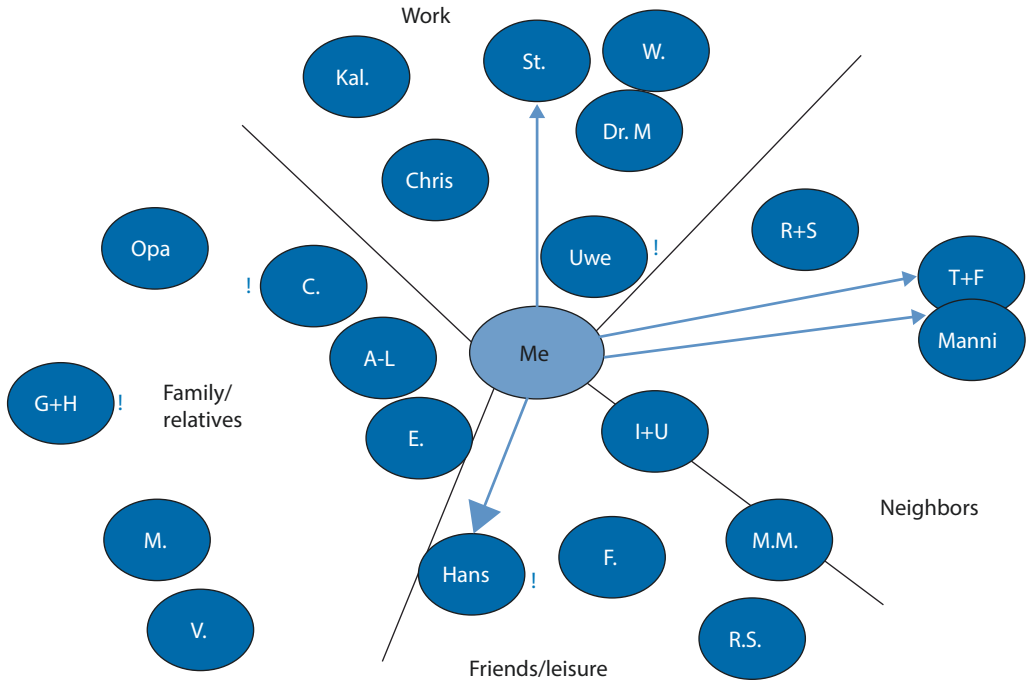 Work
Kal.
St.
W.
Dr. M
Chris
Uwe
!
R+S
T+F
Manni
Opa
!
C.
A-L
E.
Me
G+H
!
Family/
relatives
I+U
Neighbors
M.
V.
Hans
!
F.
M.M.
R.S.
Friends/leisure